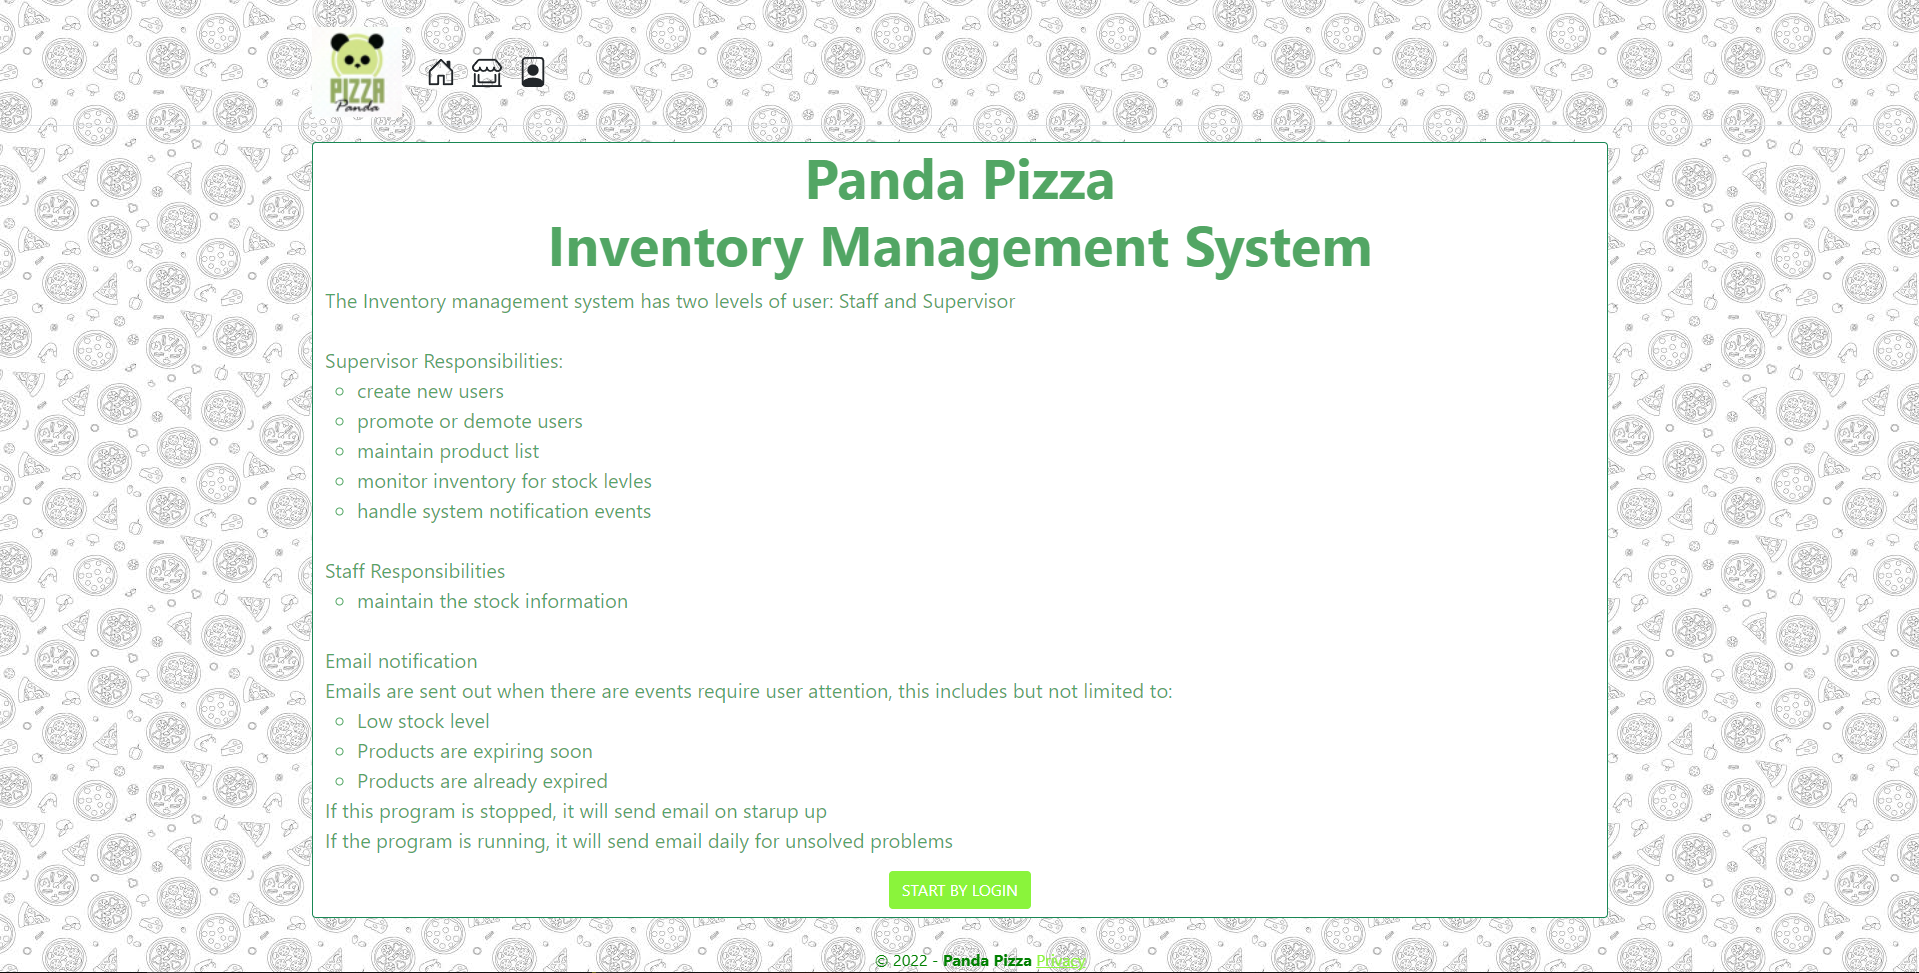 PIZZA
Panda
Panda Pizza
Inventory Management System
The Inventory management system has two levels of user: Staff and Supervisor
Supervisor Responsibilities:
create new users
promote or demote users
maintain product list
monitor inventory for stock levles
handle system notification events
Staff Responsibilities
maintain the stock information
Email notification
Emails are sent out when there are events require user attention, this includes but not limited to:
Low stock level
Products are expiring soon
Products are already expired
If this program is stopped, it will send email on starup up
If the program is running, it will send email daily for unsolved problems
START BY LOGIN
© 2022 - Panda Pizza Privacy